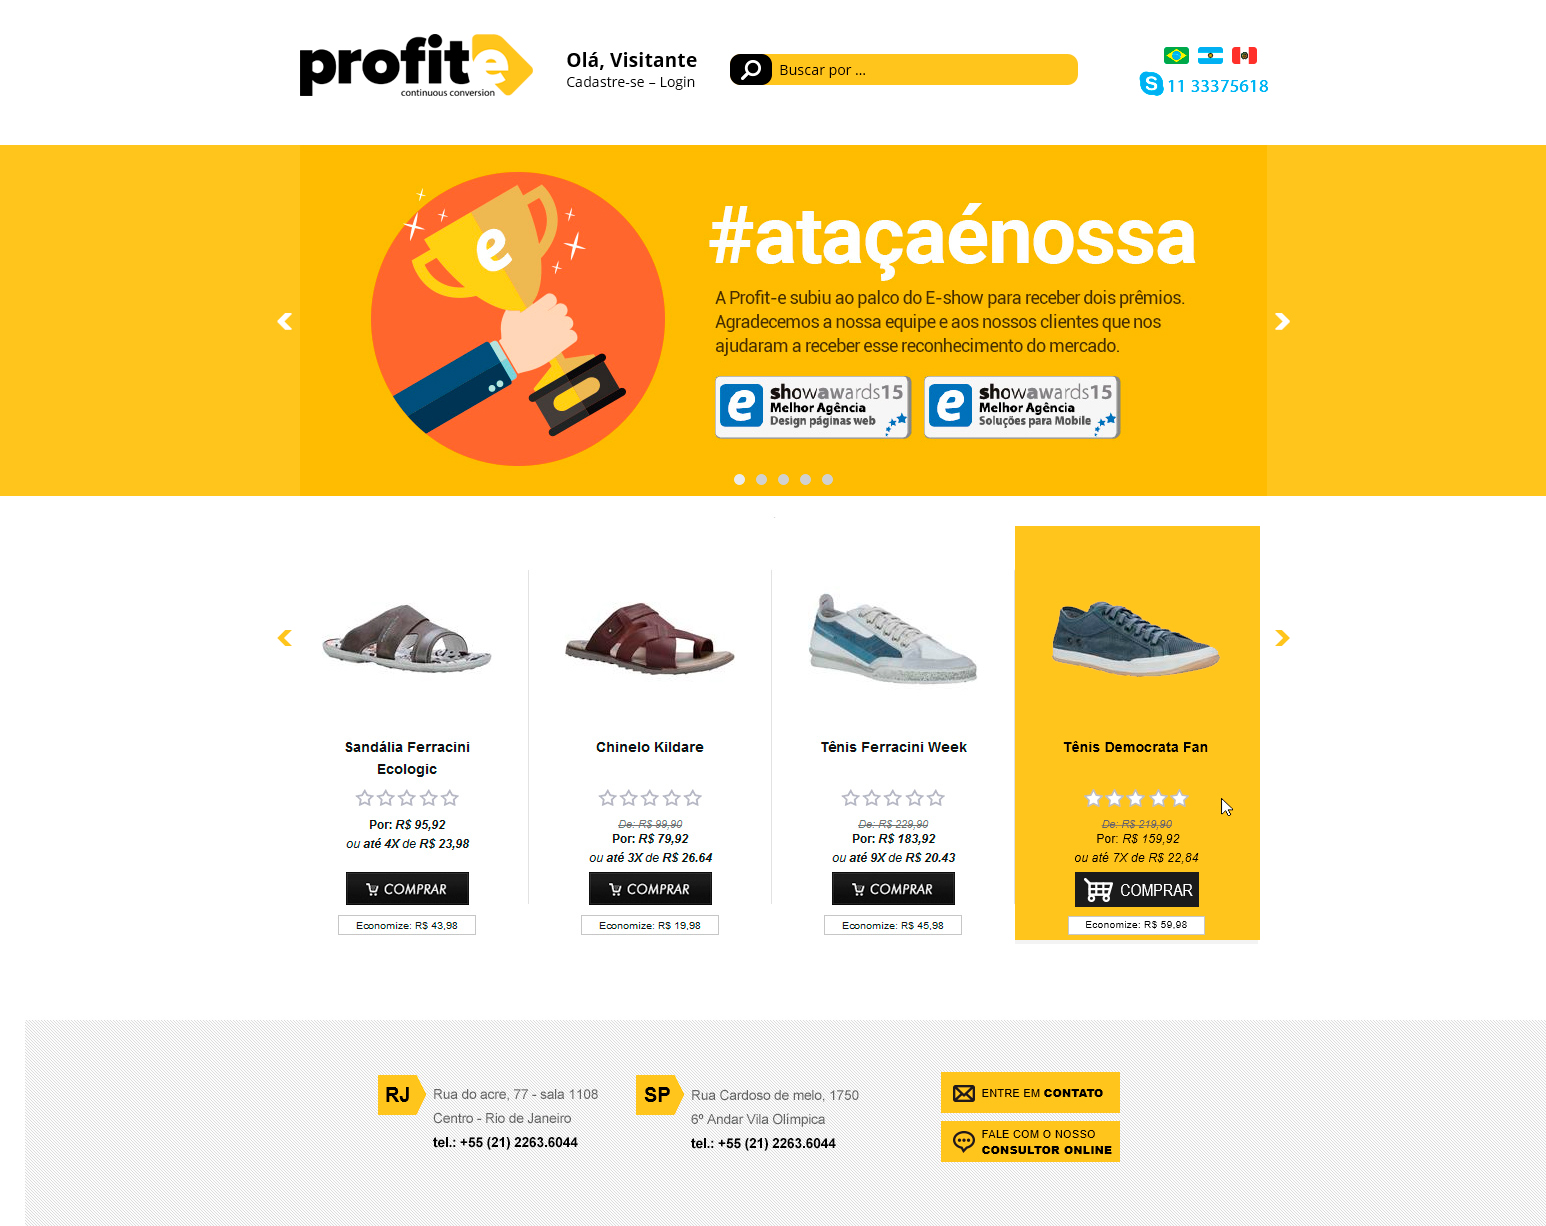 profite
continuous conversion
Olá, Visitante
Cadastre-se – Login
Buscar por ...
S 11 33375618
#ataçaénossa
A Profit-e subiu ao palco do E-show para receber dois prêmios.
Agradecemos a nossa equipe e aos nossos clientes que nos
ajudaram a receber esse reconhecimento do mercado.
e
e showawards15
Melhor Agência
Design páginas web
e showawards15
Melhor Agência
Soluções para Mobile
Sandália Ferracini
Ecologic
Por: R$ 95,92
ou até 4X de R$ 23,98
COMPRAR
Economize: R$ 43,98
Chinelo Kildare
De: R$ 99,90
Por: R$ 79,92
ou até 3X de R$ 26.64
COMPRAR
Economize: R$ 19,98
Tênis Ferracini Week
De: R$ 229,90
Por: R$ 183,92
ou até 9X de R$ 20.43
COMPRAR
Economize: R$ 45,98
Tênis Democrata Fan
De: R$ 219,90
Por: R$ 159,92
ou até 7X de R$ 22,84
COMPRAR
Economize: R$ 59,98
RJ
Rua do acre, 77 - sala 1108
Centro - Rio de Janeiro
tel.: +55 (21) 2263.6044
SP
Rua Cardoso de melo, 1750
6º Andar Vila Olímpica
tel.: +55 (21) 2263.6044
ENTRE EM CONTATO
FALE COM O NOSSO
CONSULTOR ONLINE